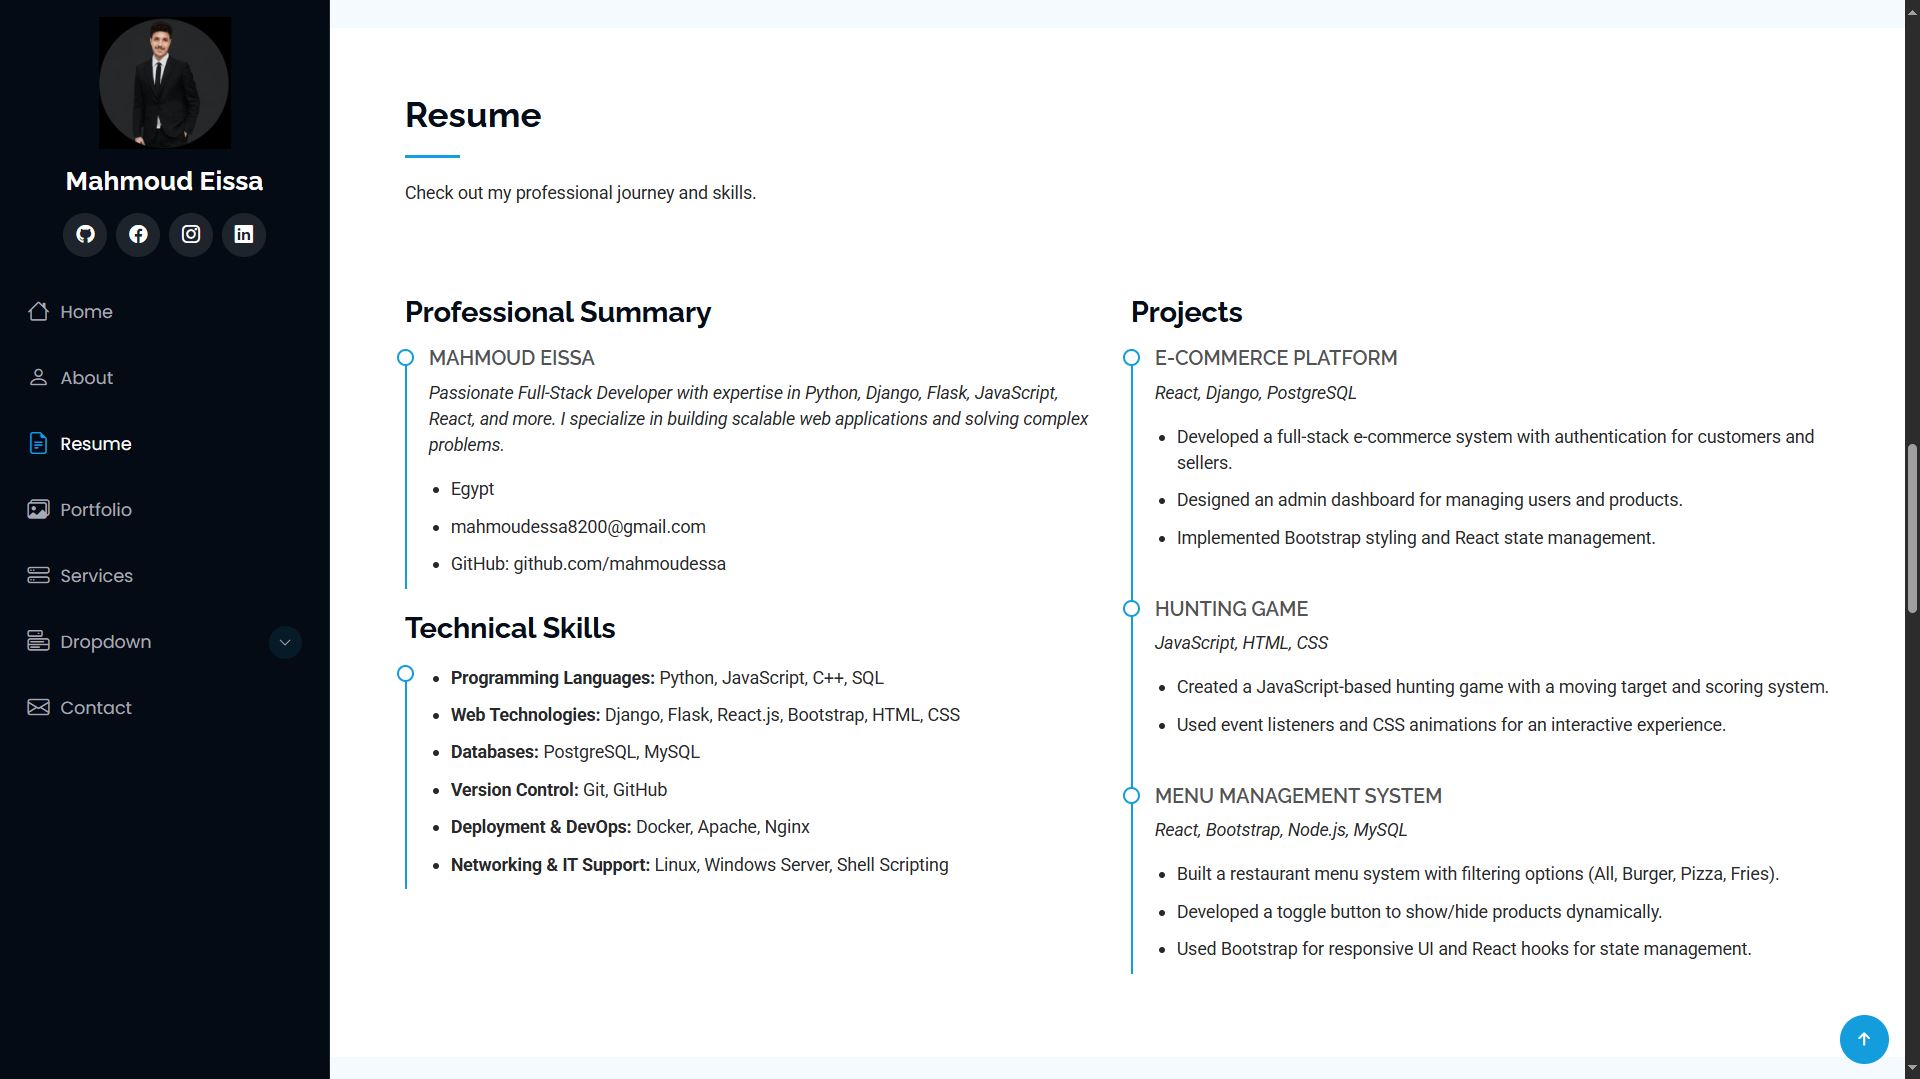 Mahmoud Eissa
Home
About
Resume
Portfolio
Services
Dropdown
Contact
Resume
Check out my professional journey and skills.
Professional Summary
MAHMOUD EISSA
Passionate Full-Stack Developer with expertise in Python, Django, Flask, JavaScript,
React, and more. I specialize in building scalable web applications and solving complex
problems.
Egypt
mahmoudessa8200@gmail.com
GitHub: github.com/mahmoudessa
Technical Skills
Programming Languages: Python, JavaScript, C++, SQL
Web Technologies: Django, Flask, React.js, Bootstrap, HTML, CSS
Databases: PostgreSQL, MySQL
Version Control: Git, GitHub
Deployment & DevOps: Docker, Apache, Nginx
Networking & IT Support: Linux, Windows Server, Shell Scripting
Projects
E-COMMERCE PLATFORM
React, Django, PostgreSQL
Developed a full-stack e-commerce system with authentication for customers and
sellers.
Designed an admin dashboard for managing users and products.
Implemented Bootstrap styling and React state management.
HUNTING GAME
JavaScript, HTML, CSS
Created a JavaScript-based hunting game with a moving target and scoring system.
Used event listeners and CSS animations for an interactive experience.
MENU MANAGEMENT SYSTEM
React, Bootstrap, Node.js, MySQL
Built a restaurant menu system with filtering options (All, Burger, Pizza, Fries).
Developed a toggle button to show/hide products dynamically.
Used Bootstrap for responsive UI and React hooks for state management.